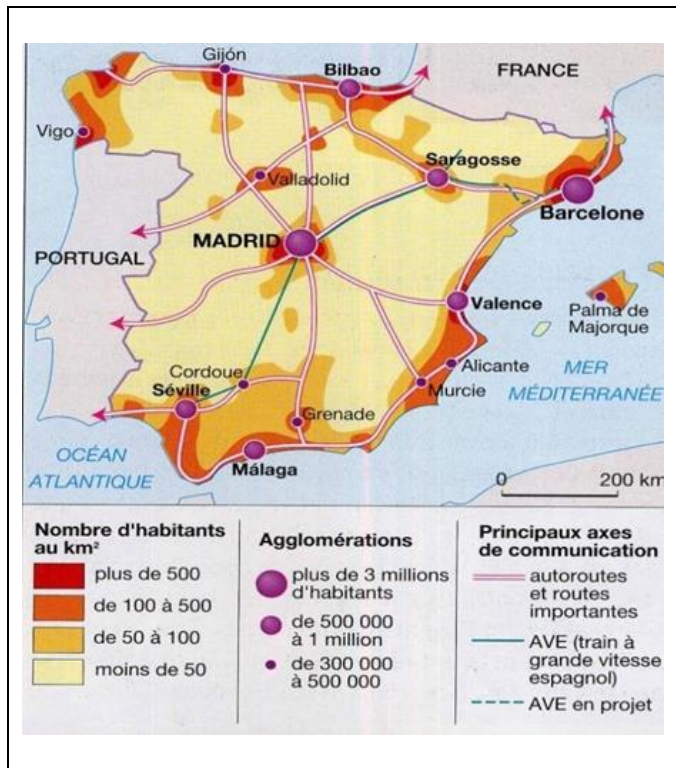 Gijón
Bilbao
FRANCE
Vigo
Saragosse
Valladolid
Barcelone
MADRID
PORTUGAL
Valence
Palma de
Majorque
Cordoue
Alicante
MER
MÉDITERRANÉE
Séville
Murcie
Grenade
OCÉAN
ATLANTIQUE
Málaga
0 200 km
Nombre d'habitants
au km²
plus de 500
de 100 à 500
de 50 à 100
moins de 50
Agglomérations
plus de 3 millions
d'habitants
de 500 000
à 1 million
de 300 000
à 500 000
Principaux axes
de communication
autoroutes
et routes
importantes
AVE (train à
grande vitesse
espagnol)
AVE en projet